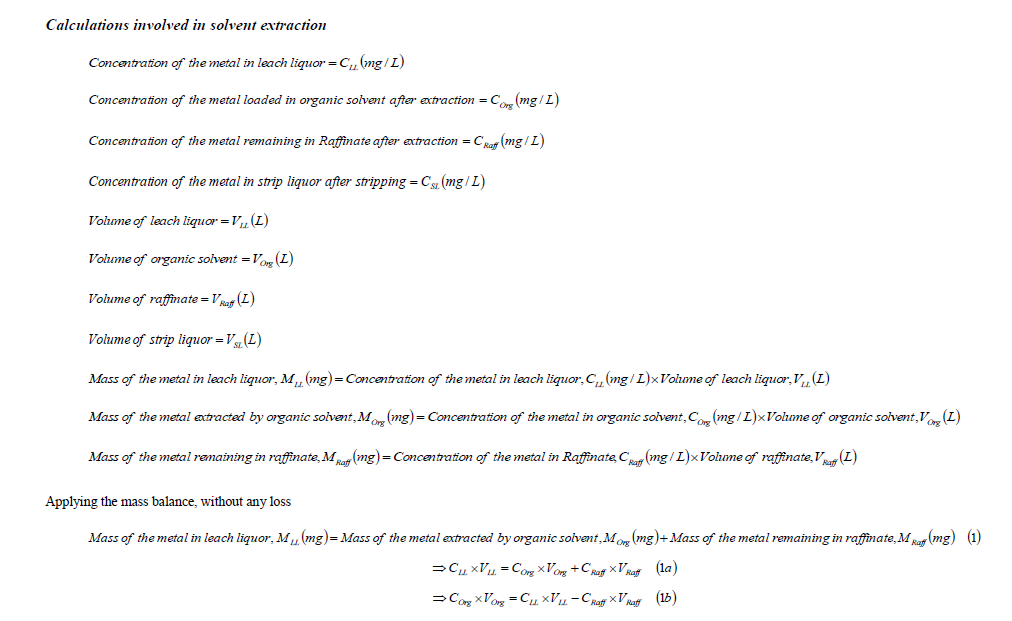 Calculations involved in solvent extraction
Concentration of the metal in leach liquor = C_LL (mg / L)
Concentration of the metal loaded in organic solvent after extraction = C_Org (mg / L)
Concentration of the metal remaining in Raffinate after extraction = C_Raff (mg / L)
Concentration of the metal in strip liquor after stripping = C_SL (mg / L)
Volume of leach liquor = V_LL (L)
Volume of organic solvent = V_Org (L)
Volume of raffinate = V_Raff (L)
Volume of strip liquor = V_SL (L)
Mass of the metal in leach liquor, M_LL (mg) = Concentration of the metal in leach liquor, C_LL (mg / L) × Volume of leach liquor, V_LL (L)
Mass of the metal extracted by organic solvent, M_Org (mg) = Concentration of the metal in organic solvent, C_Org (mg / L) × Volume of organic solvent, V_Org (L)
Mass of the metal remaining in raffinate, M_Raff (mg) = Concentration of the metal in Raffinate, C_Raff (mg / L) × Volume of raffinate, V_Raff (L)
Applying the mass balance, without any loss
Mass of the metal in leach liquor, M_LL (mg) = Mass of the metal extracted by organic solvent, M_Org (mg) + Mass of the metal remaining in raffinate, M_Raff (mg) (1)
⇒ C_LL × V_LL = C_Org × V_Org + C_Raff × V_Raff (1a)
⇒ C_Org × V_Org = C_LL × V_LL − C_Raff × V_Raff (1b)